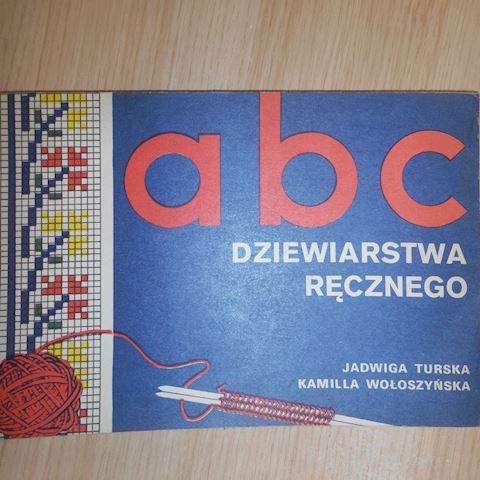 abc
DZIEWIARSTWA
RĘCZNEGO
JADWIGA TURSKA
KAMILLA WOŁOSZYŃSKA